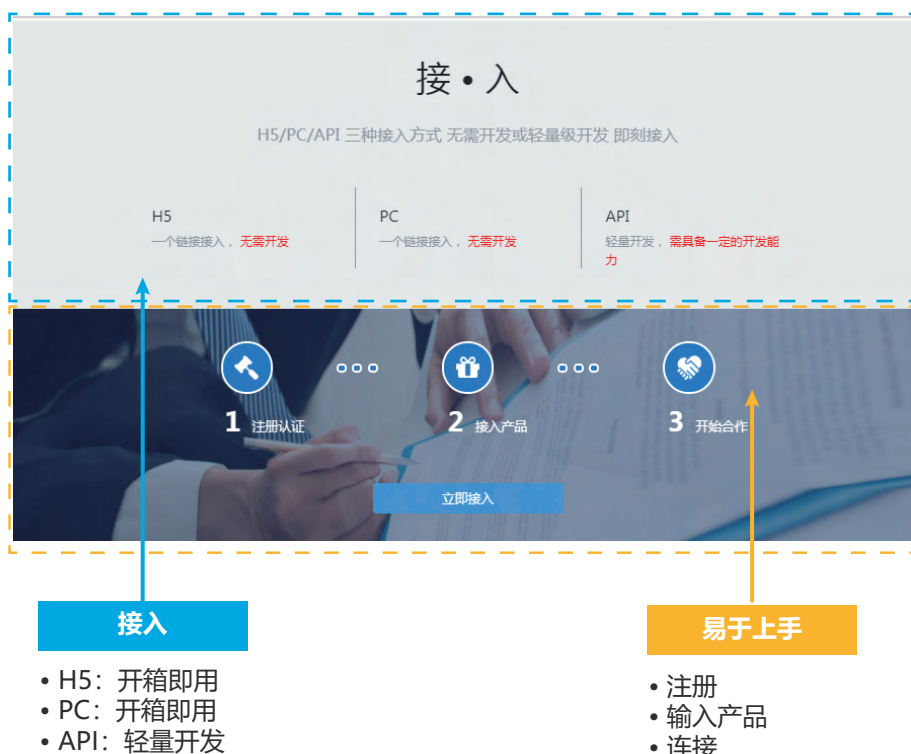 接•入
H5/PC/API 三种接入方式 无需开发或轻量级开发 即刻接入
H5
一个链接接入，无需开发
PC
一个链接接入，无需开发
API
轻量开发，需具备一定的开发能
力
1 注册认证
2 接入产品
3 开始合作
立即接入
接入
• H5：开箱即用
• PC：开箱即用
• API：轻量开发
易于上手
• 注册
• 输入产品
• 连接